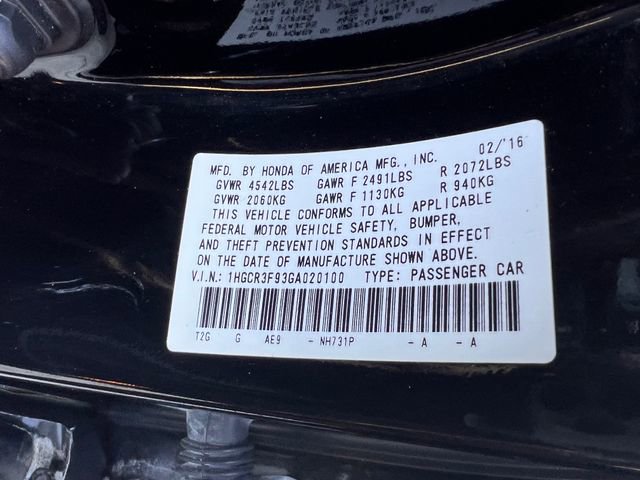 02/'16
MFD. BY HONDA OF AMERICA MFG., INC.
GVWR 4542LBS GAWR F 2491LBS R 2072LBS
GVWR 2060KG GAWR F 1130KG R 940KG
THIS VEHICLE CONFORMS TO ALL APPLICABLE
FEDERAL MOTOR VEHICLE SAFETY, BUMPER,
AND THEFT PREVENTION STANDARDS IN EFFECT
ON THE DATE OF MANUFACTURE SHOWN ABOVE.
V.I.N.: 1HGCR3F93GA020100 TYPE: PASSENGER CAR
T2G G AE9 - NH731P - A - A